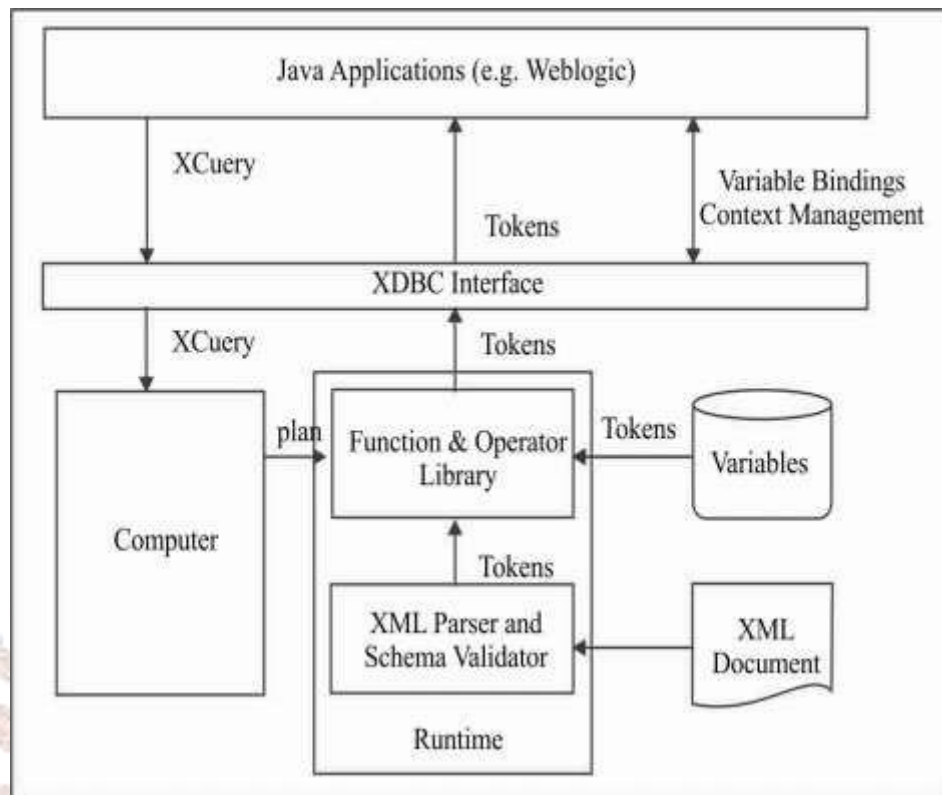 Java Applications (e.g. Weblogic)
XCuery
Tokens
Variable Bindings
Context Management
XDBC Interface
XCuery
Tokens
plan
Function & Operator
Library
Tokens
Variables
Computer
Tokens
XML Parser and
Schema Validator
XML
Document
Runtime